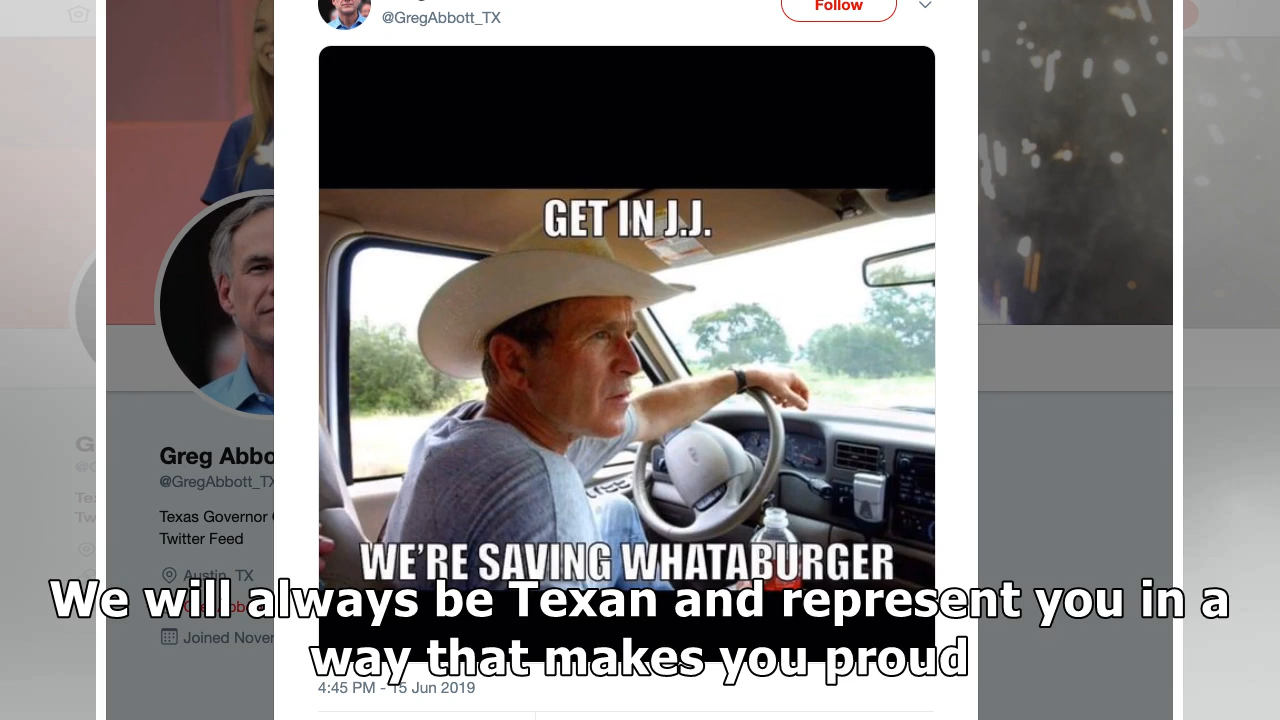 @GregAbbott_TX
Follow
GET IN J.J.
WE'RE SAVING WHATABURGER
Greg Abbo
@GregAbbott_TX
Texas Governor
Twitter Feed
Austin, TX
Joined Nover
We will always be Texan and represent you in a
way that makes you proud
4:45 PM - 15 Jun 2019